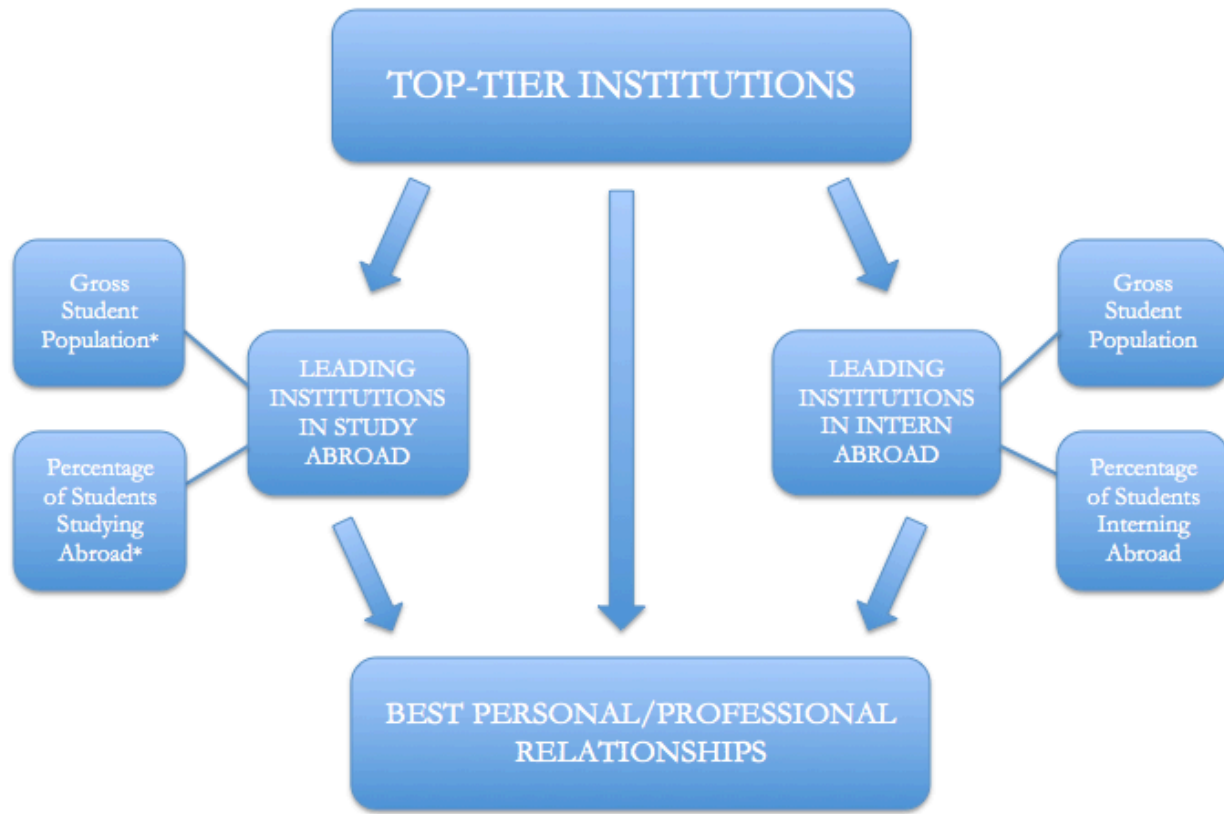 TOP-TIER INSTITUTIONS
Gross
Student
Population*
LEADING
INSTITUTIONS
IN STUDY
ABROAD
Percentage
of Students
Studying
Abroad*
LEADING
INSTITUTIONS
IN INTERN
ABROAD
Gross
Student
Population
Percentage
of Students
Interning
Abroad
BEST PERSONAL/PROFESSIONAL
RELATIONSHIPS